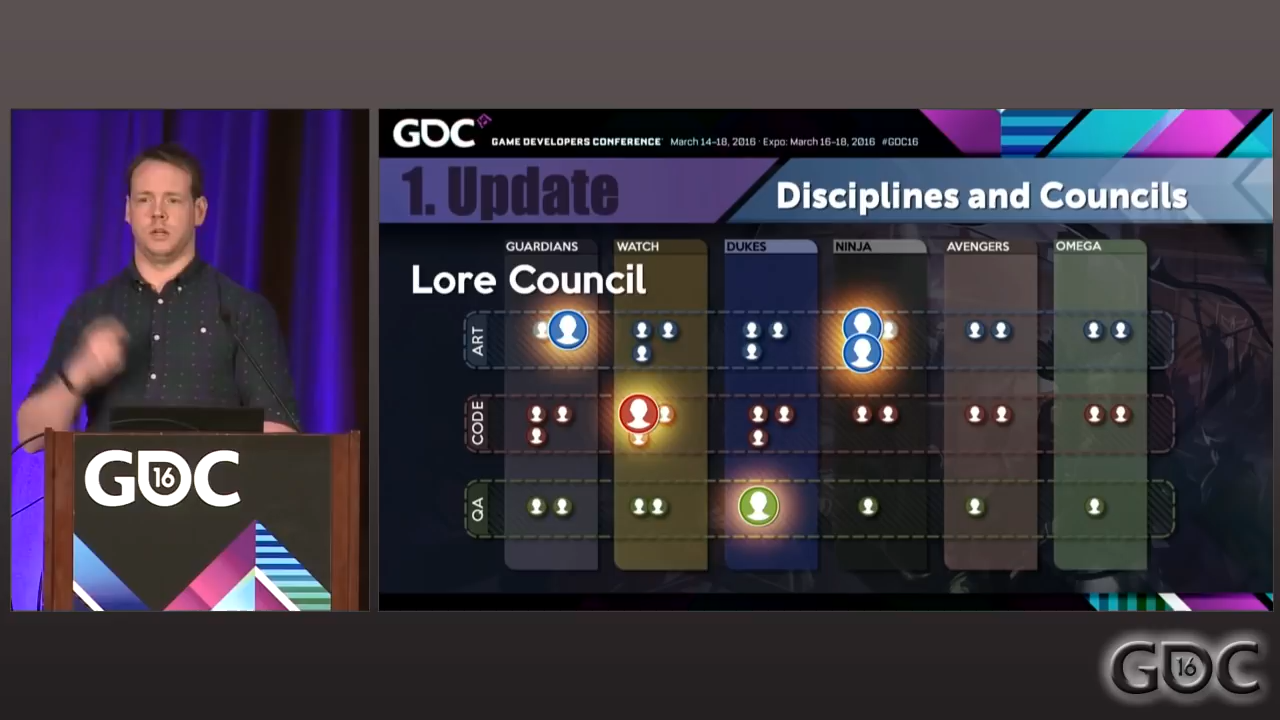 GDC
GAME DEVELOPERS CONFERENCE March 14-18, 2016 · Expo: March 16-18, 2016 #GDC16
1. Update
Disciplines and Councils
GUARDIANS WATCH DUKES NINJA AVENGERS OMEGA
Lore Council
ART
CODE
QA
GDC 16
GDC 16